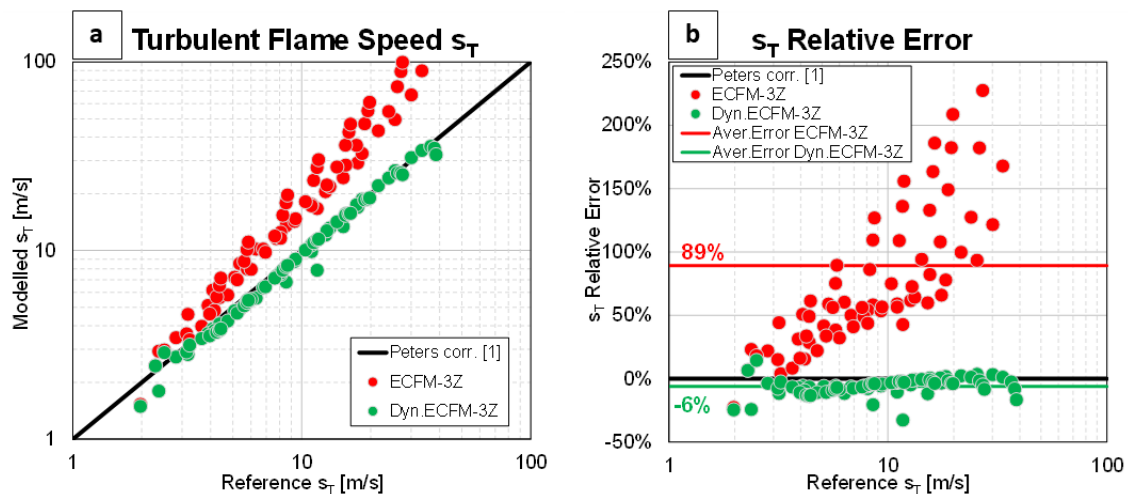 a
Turbulent Flame Speed sT
Modelled sT [m/s]
100
10
1
Peters corr. [1]
ECFM-3Z
Dyn.ECFM-3Z
1
10
100
Reference sT [m/s]
b
sT Relative Error
sT Relative Error
250%
200%
150%
100%
50%
0%
-50%
Peters corr. [1]
ECFM-3Z
Dyn.ECFM-3Z
Aver.Error ECFM-3Z
Aver.Error Dyn.ECFM-3Z
89%
-6%
1
10
100
Reference sT [m/s]